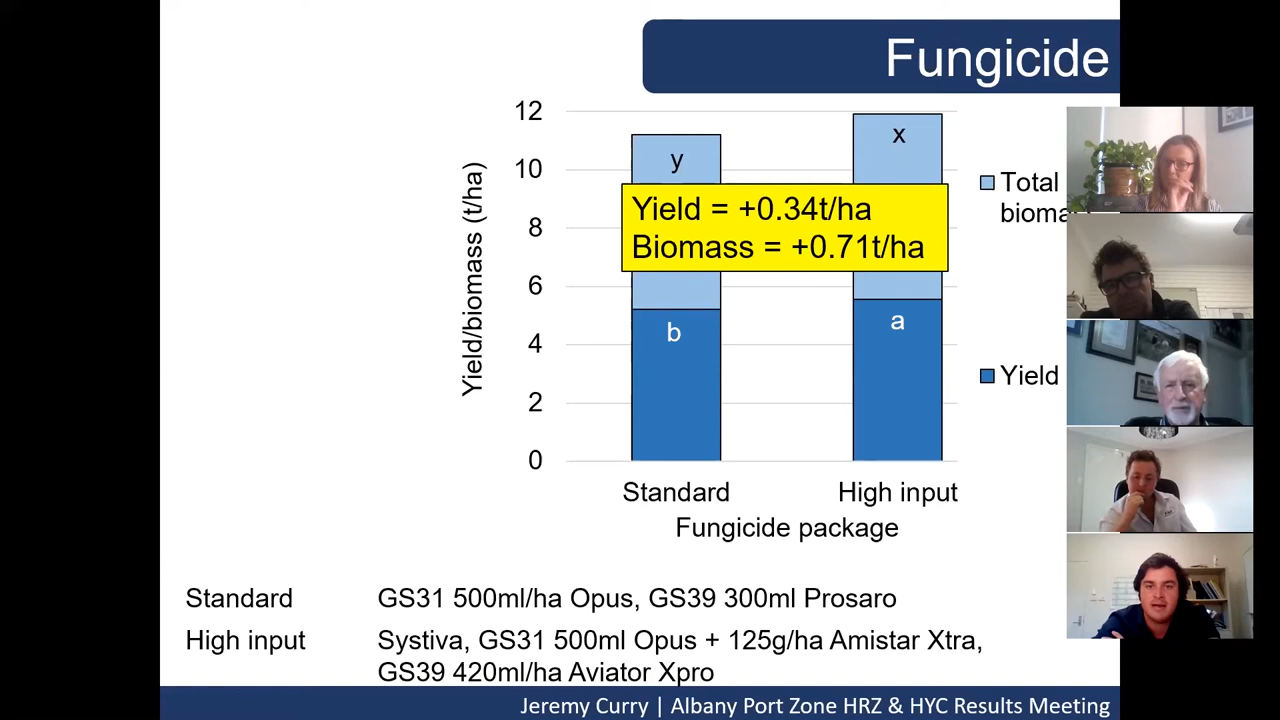 Fungicide
12
10
8
6
4
2
0
Yield/biomass (t/ha)
y
x
Yield = +0.34t/ha
Biomass = +0.71t/ha
b
a
Total
Yield
Standard
High input
Fungicide package
Standard GS31 500ml/ha Opus, GS39 300ml Prosaro
High input Systiva, GS31 500ml Opus + 125g/ha Amistar Xtra,
GS39 420ml/ha Aviator Xpro
Jeremy Curry | Albany Port Zone HRZ & HYC Results Meeting